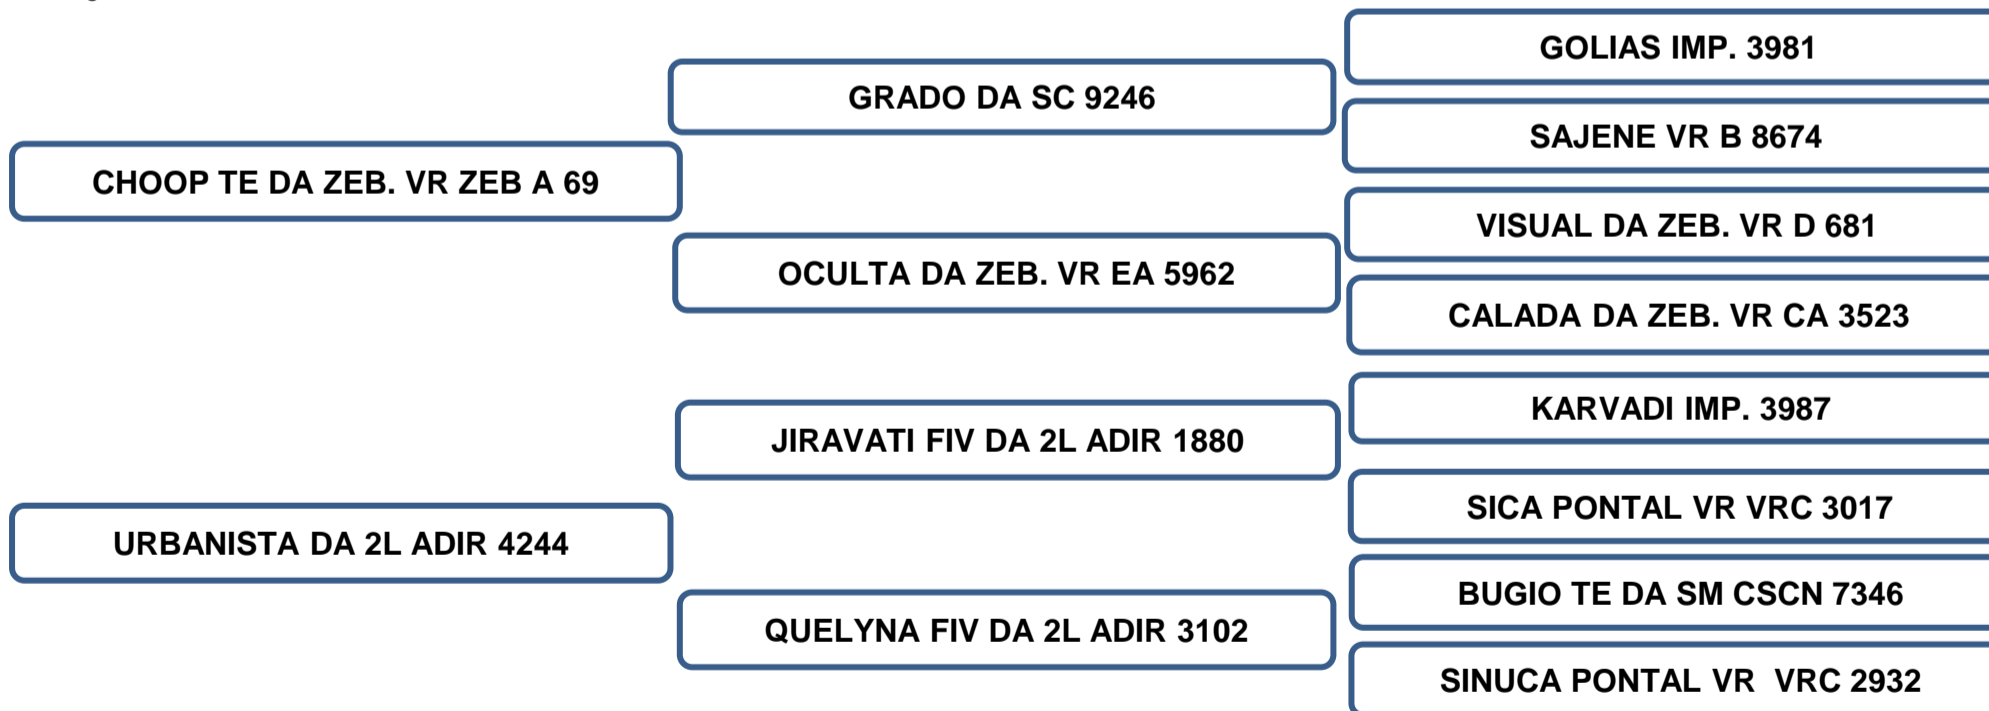 GOLIAS IMP. 3981
GRADO DA SC 9246
SAJENE VR B 8674
CHOOP TE DA ZEB. VR ZEB A 69
VISUAL DA ZEB. VR D 681
OCULTA DA ZEB. VR EA 5962
CALADA DA ZEB. VR CA 3523
KARVADI IMP. 3987
JIRAVATI FIV DA 2L ADIR 1880
SICA PONTAL VR VRC 3017
URBANISTA DA 2L ADIR 4244
BUGIO TE DA SM CSCN 7346
QUELYNA FIV DA 2L ADIR 3102
SINUCA PONTAL VR  VRC 2932